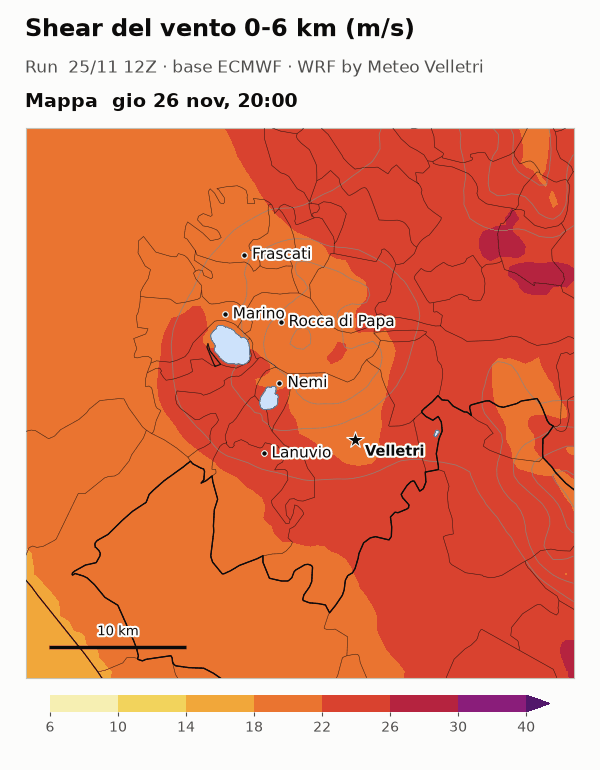 Shear del vento 0-6 km (m/s)
Run  25/11 12Z · base ECMWF · WRF by Meteo Velletri
Mappa  gio 26 nov, 20:00
Frascati
Marino
Rocca di Papa
Nemi
Velletri
Lanuvio
10 km
6 10 14 18 22 26 30 40